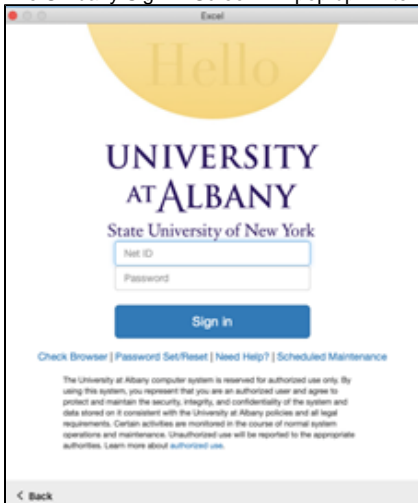 Excel
Hello
UNIVERSITY
AT ALBANY
State University of New York
Net ID
Password
Sign in
Check Browser | Password Set/Reset | Need Help? | Scheduled Maintenance
The University at Albany computer system is reserved for authorized use only. By
using this system, you represent that you are an authorized user and agree to
protect and maintain the security, integrity, and confidentiality of the system and
data stored on it consistent with the University at Albany policies and all legal
requirements. Certain activities are monitored in the course of normal system
operations and maintenance. Unauthorized use will be reported to the appropriate
authorities. Learn more about authorized use.
< Back